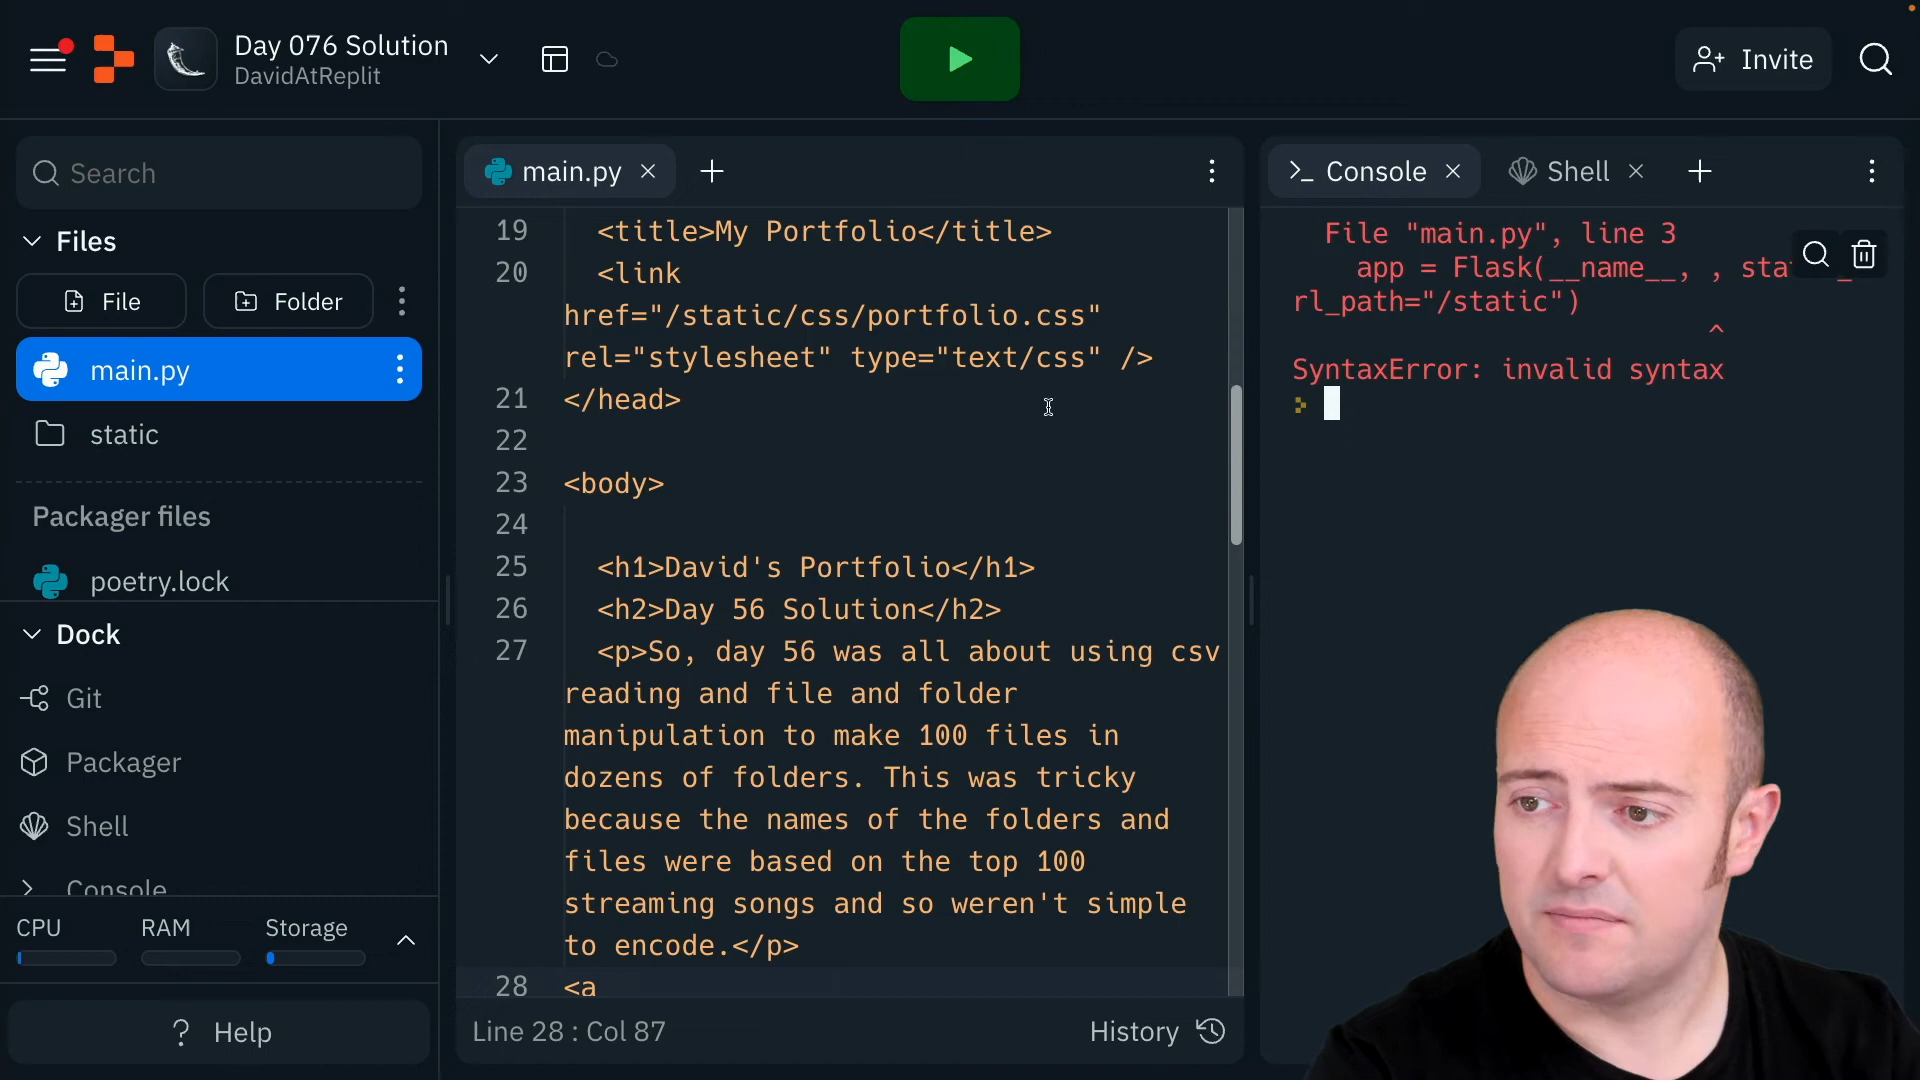 Day 076 Solution
DavidAtReplit
Invite
Search
Files
File
Folder
main.py
static
Packager files
poetry.lock
Dock
Git
Packager
Shell
Console
CPU
RAM
Storage
? Help
main.py
19 <title>My Portfolio</title>
20 <link
href="/static/css/portfolio.css"
rel="stylesheet" type="text/css" />
21 </head>
22
23 <body>
24
25 <h1>David's Portfolio</h1>
26 <h2>Day 56 Solution</h2>
27 <p>So, day 56 was all about using csv
reading and file and folder
manipulation to make 100 files in
dozens of folders. This was tricky
because the names of the folders and
files were based on the top 100
streaming songs and so weren't simple
to encode.</p>
28 <a
Line 28 : Col 87
History
Console
Shell
File "main.py", line 3
app = Flask(__name__, , sta
rl_path="/static")
^
SyntaxError: invalid syntax